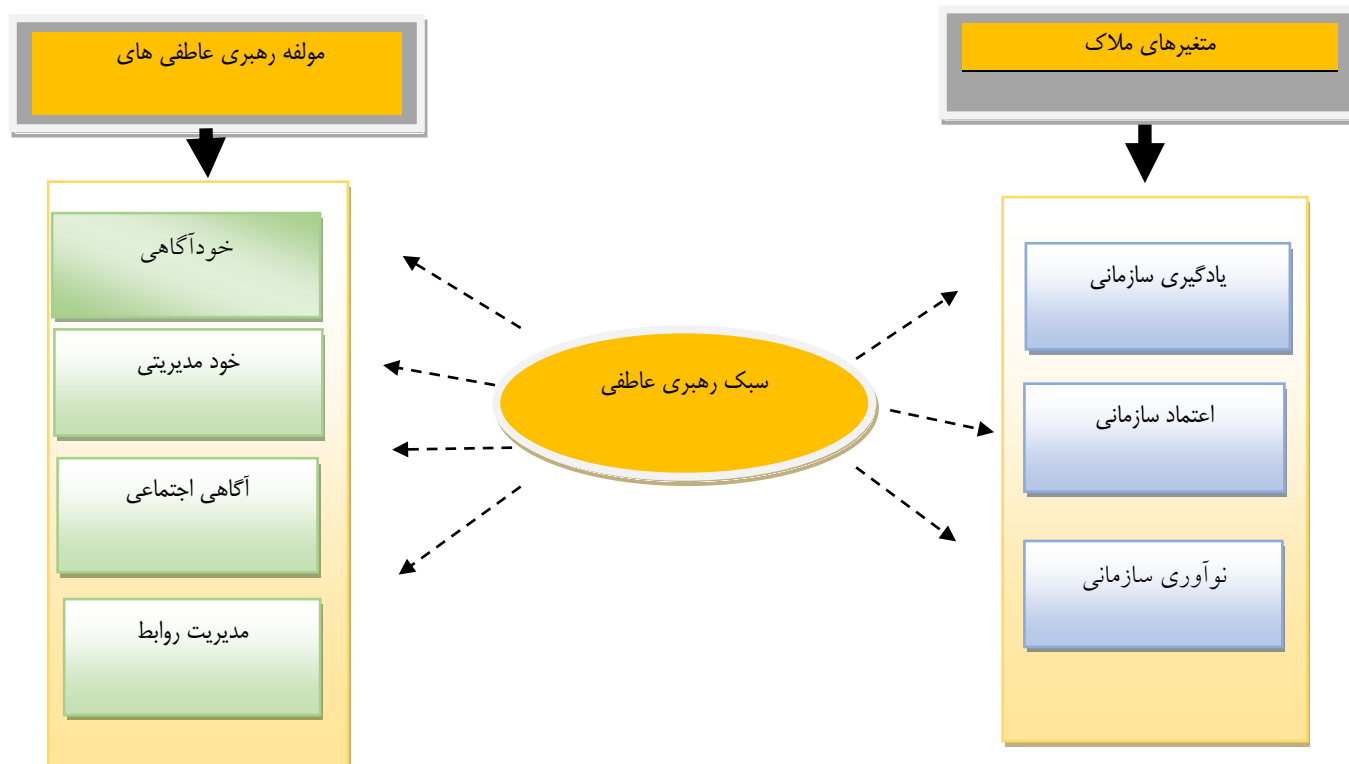 متغیرهای ملاک
مولفه رهبری عاطفی های
یادگیری سازمانی
اعتماد سازمانی
نوآوری سازمانی
سبک رهبری عاطفی
خودآگاهی
خود مدیریتی
آگاهی اجتماعی
مدیریت روابط